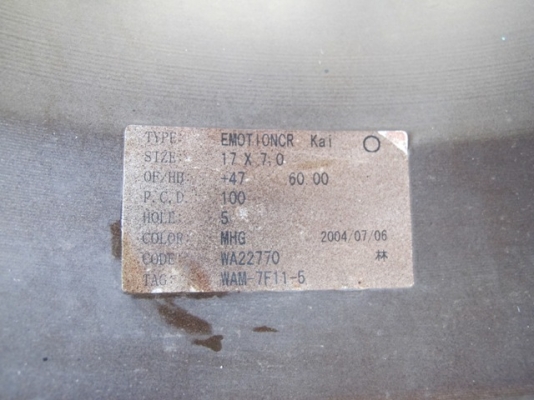 TYPE: EMOTIONCR Kai ○
SIZE: 17 X 7.0
OF/HB: +47 60.00
P.C.D. 100
HOLE: 5
COLOR: MHG 2004/07/06
CODE: WA22770 林
TAG: WAM-7F11-5